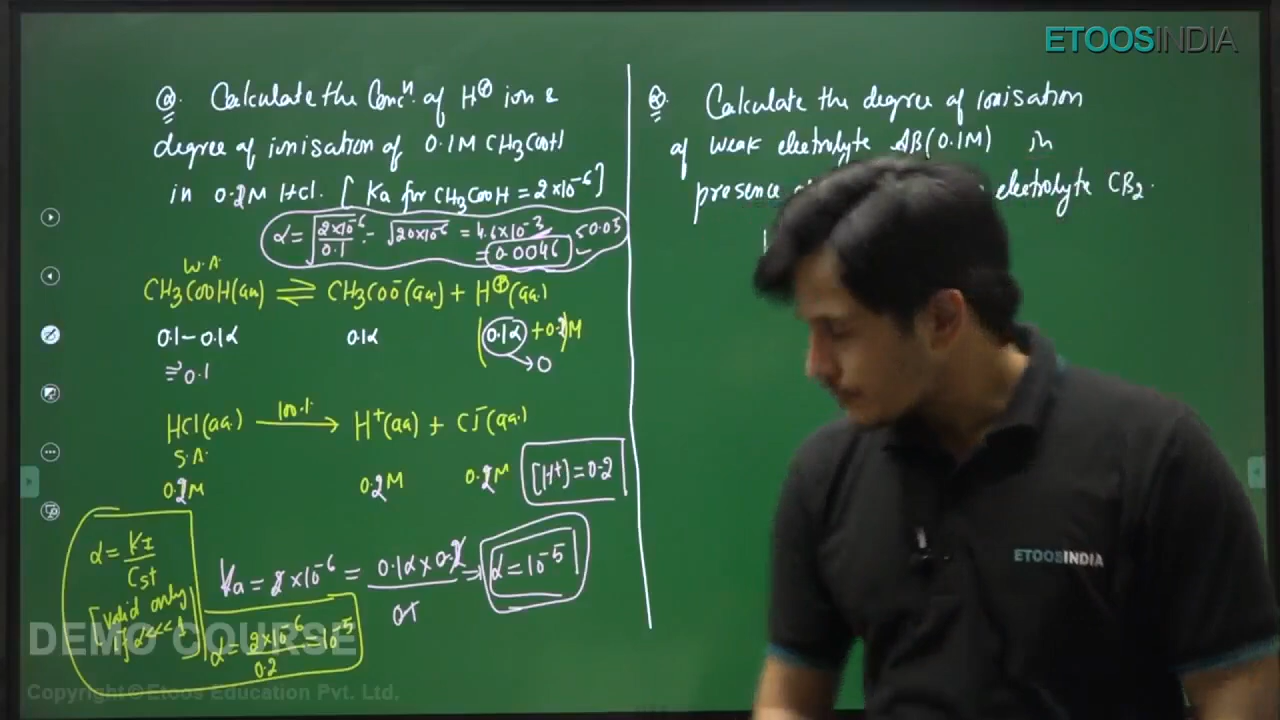 ETOOSINDIA
Q. Calculate the Concⁿ. of H⊕ ion &
degree of ionisation of 0.1M CH3COOH
in 0.2M HCl. [ Ka for CH3COOH = 2×10⁻⁶ ]
α = √(2×10⁻⁶/0.1) = √20×10⁻⁶ = 4.6×10⁻³ <0.03
= 0.0046
W.A.
CH3COOH(aq) ⇌ CH3COO⁻(aq.) + H⊕(aq.)
0.1-0.1α 0.1α (0.1α + 0.2)M
≈0.1 → 0
HCl(aq.) 100% → H⁺(aq) + Cl⁻(aq.)
S.A.
0.2M 0.2M 0.2M [H⁺] = 0.2
α = KI/Cst
[valid only
if α<<<1]
Ka = 2×10⁻⁶ = 0.1α × 0.2/0.1 ⇒ α = 10⁻⁵
α = 2×10⁻⁶/0.2 = 10⁻⁵
Q. Calculate the degree of ionisation
of weak electrolyte AB(0.1M) in
presence electrolyte CB2.
ETOOSINDIA
DEMO COURSE
Copyright©Etoos Education Pvt. Ltd.